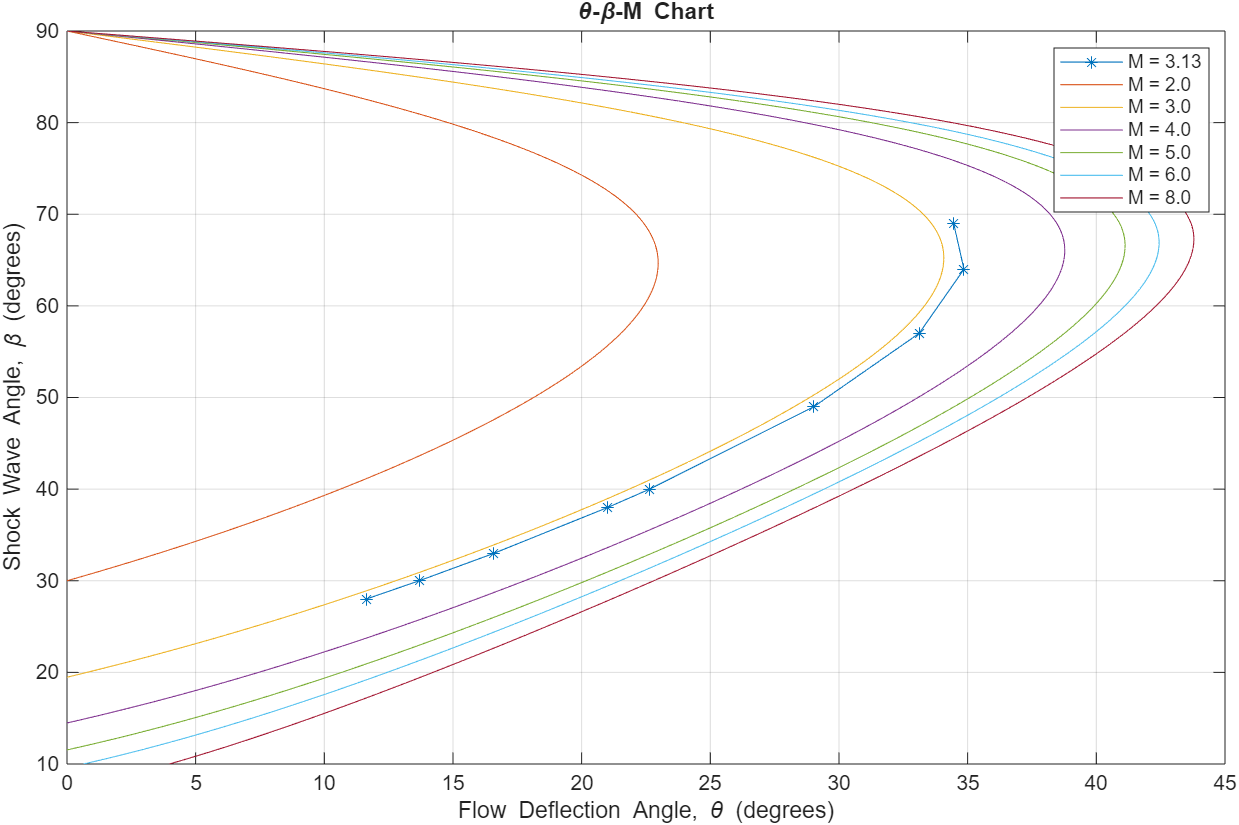 θ-β-M Chart
90
80
70
60
50
40
30
20
10
Shock Wave Angle, β (degrees)
0
5
10
15
20
25
30
35
40
45
Flow Deflection Angle, θ (degrees)
M = 3.13
M = 2.0
M = 3.0
M = 4.0
M = 5.0
M = 6.0
M = 8.0